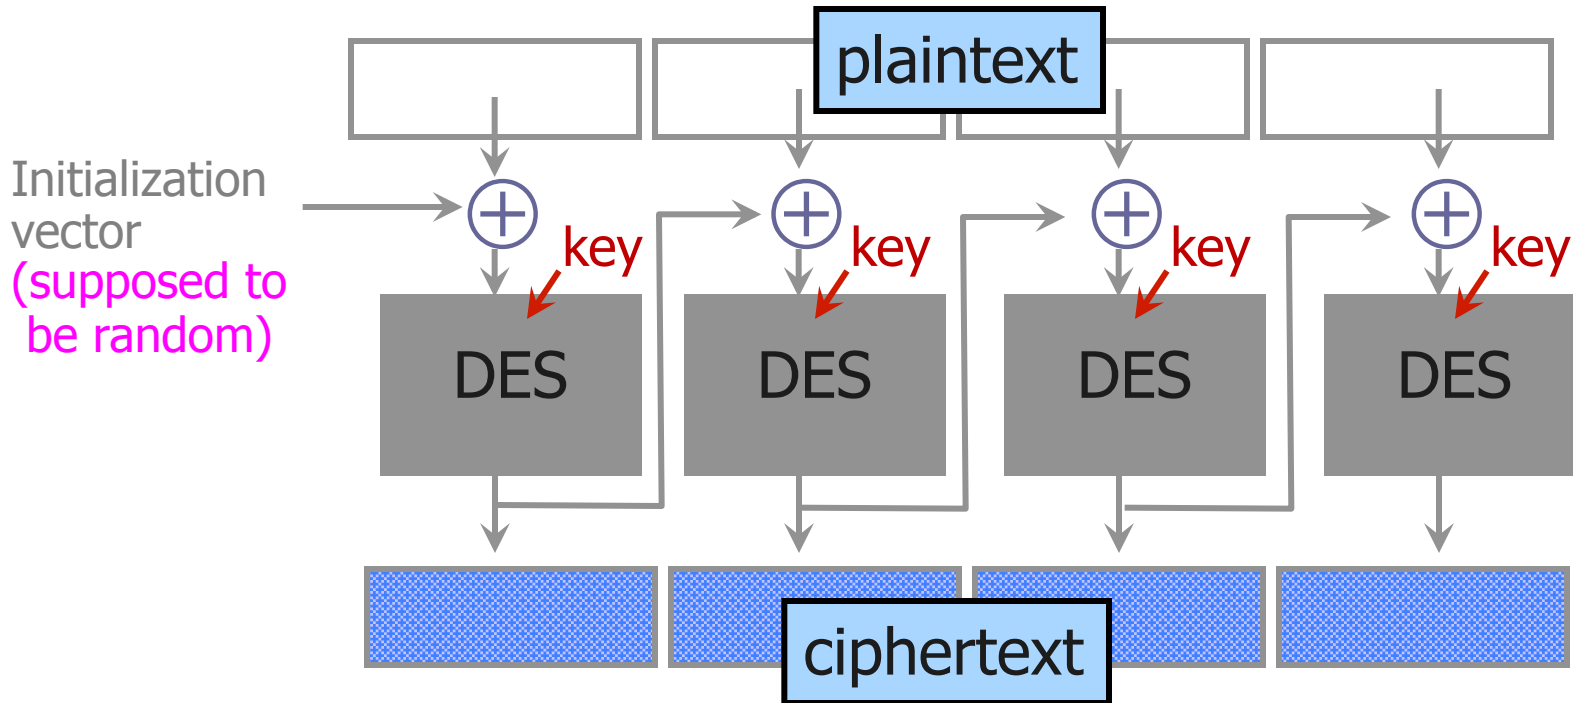 plaintext
Initialization
vector
(supposed to
be random)
key
key
key
key
DES
DES
DES
DES
ciphertext